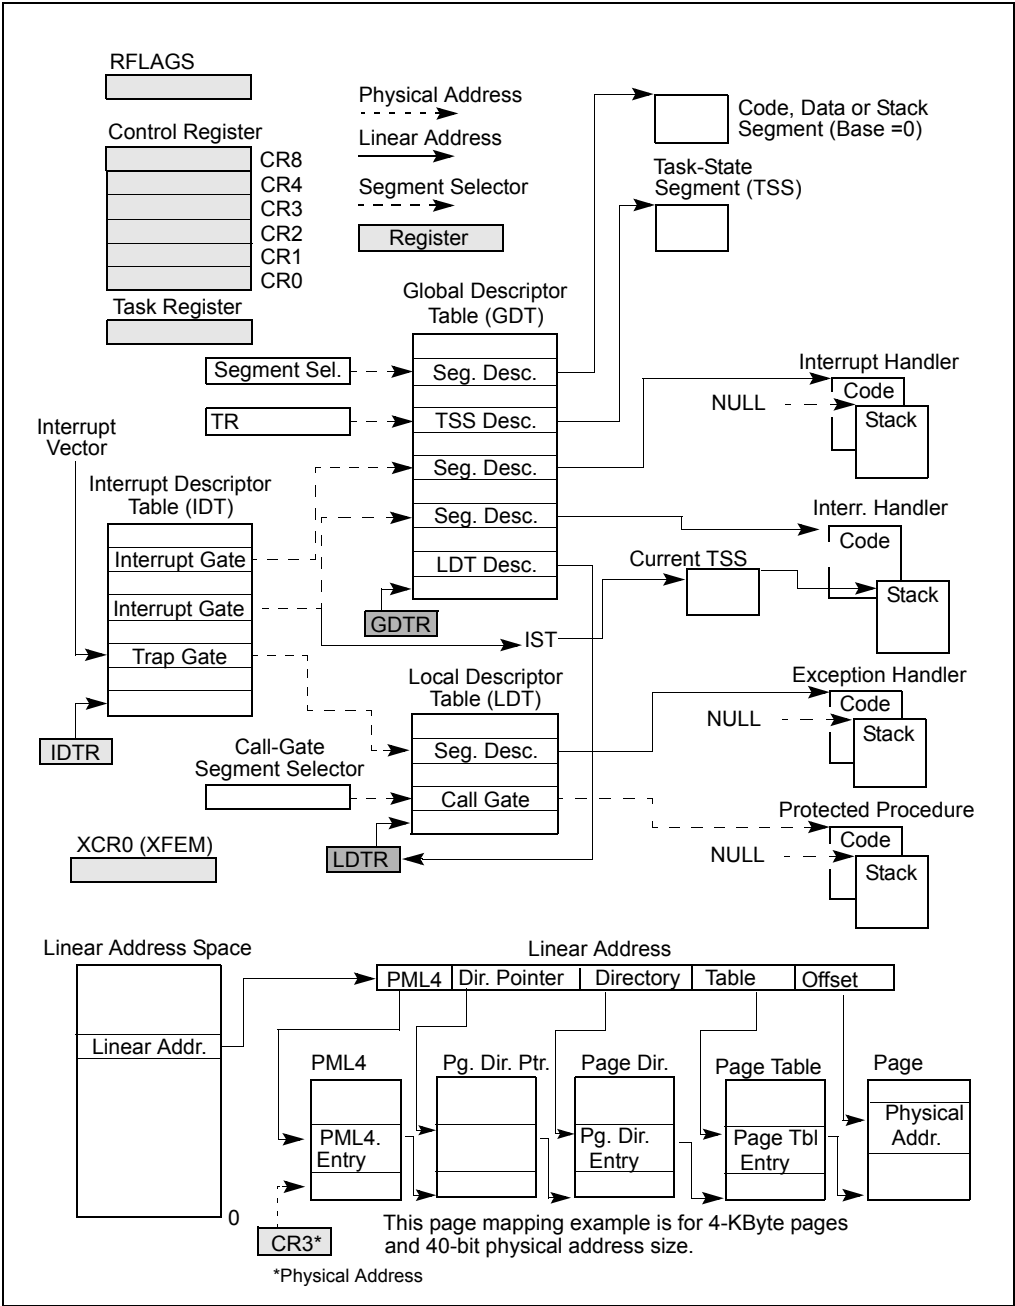 RFLAGS
Control Register
CR8
CR4
CR3
CR2
CR1
CR0
Task Register
Physical Address
Linear Address
Segment Selector
Register
Code, Data or Stack
Segment (Base =0)
Task-State
Segment (TSS)
Global Descriptor
Table (GDT)
Segment Sel.
Seg. Desc.
TR
TSS Desc.
Seg. Desc.
Seg. Desc.
LDT Desc.
GDTR
Interrupt Handler
Code
NULL
Stack
Interrupt
Vector
Interrupt Descriptor
Table (IDT)
Interrupt Gate
Interrupt Gate
Trap Gate
IDTR
Interr. Handler
Code
Current TSS
Stack
IST
Local Descriptor
Table (LDT)
Seg. Desc.
Call Gate
Call-Gate
Segment Selector
LDTR
XCR0 (XFEM)
Exception Handler
Code
NULL
Stack
Protected Procedure
Code
NULL
Stack
Linear Address Space
Linear Addr.
0
Linear Address
PML4 Dir. Pointer Directory Table Offset
PML4
PML4.
Entry
Pg. Dir. Ptr.
Page Dir.
Pg. Dir.
Entry
Page Table
Page Tbl
Entry
Page
Physical
Addr.
CR3*
This page mapping example is for 4-KByte pages
and 40-bit physical address size.
*Physical Address